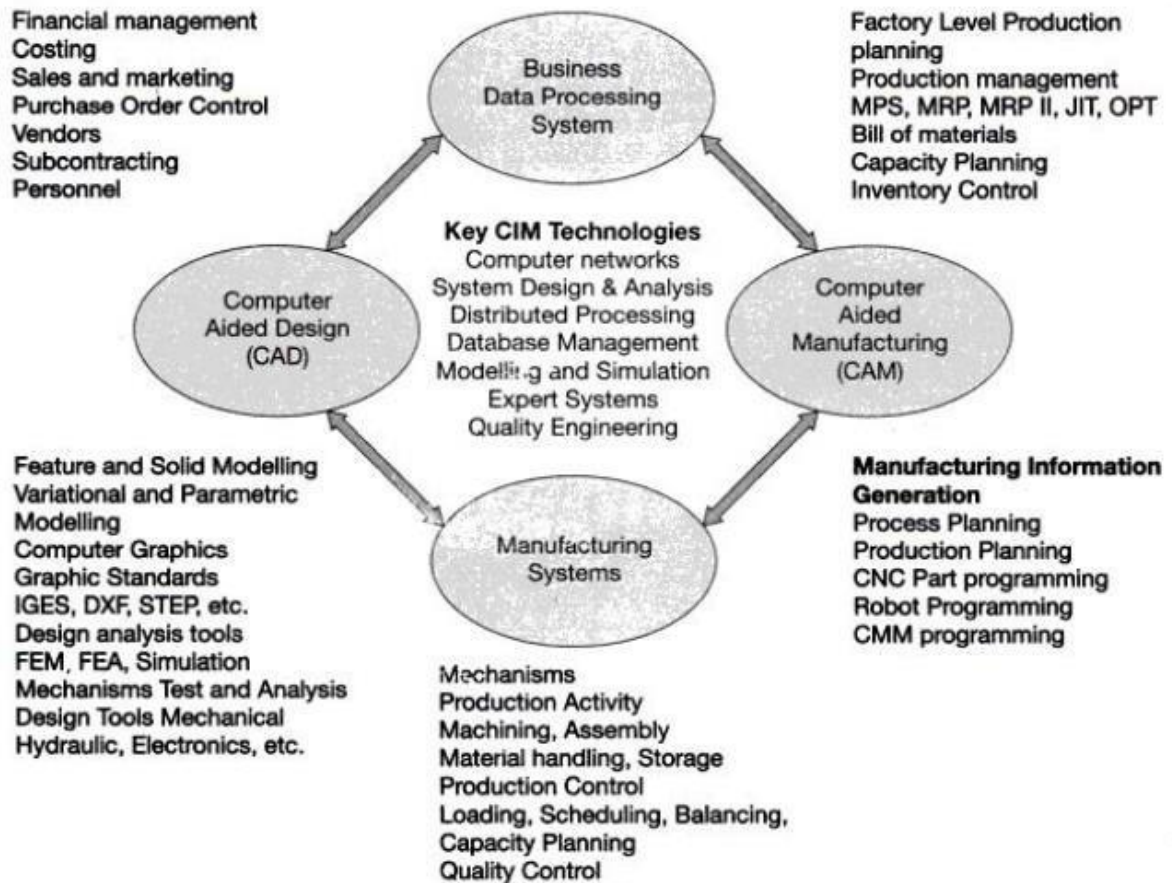 Financial management
Costing
Sales and marketing
Purchase Order Control
Vendors
Subcontracting
Personnel
Business
Data Processing
System
Factory Level Production
planning
Production management
MPS, MRP, MRP II, JIT, OPT
Bill of materials
Capacity Planning
Inventory Control
Computer
Aided Design
(CAD)
Key CIM Technologies
Computer networks
System Design & Analysis
Distributed Processing
Database Management
Modelling and Simulation
Expert Systems
Quality Engineering
Computer
Aided
Manufacturing
(CAM)
Feature and Solid Modelling
Variational and Parametric
Modelling
Computer Graphics
Graphic Standards
IGES, DXF, STEP, etc.
Design analysis tools
FEM, FEA, Simulation
Mechanisms Test and Analysis
Design Tools Mechanical
Hydraulic, Electronics, etc.
Manufacturing
Systems
Mechanisms
Production Activity
Machining, Assembly
Material handling, Storage
Production Control
Loading, Scheduling, Balancing,
Capacity Planning
Quality Control
Manufacturing Information
Generation
Process Planning
Production Planning
CNC Part programming
Robot Programming
CMM programming